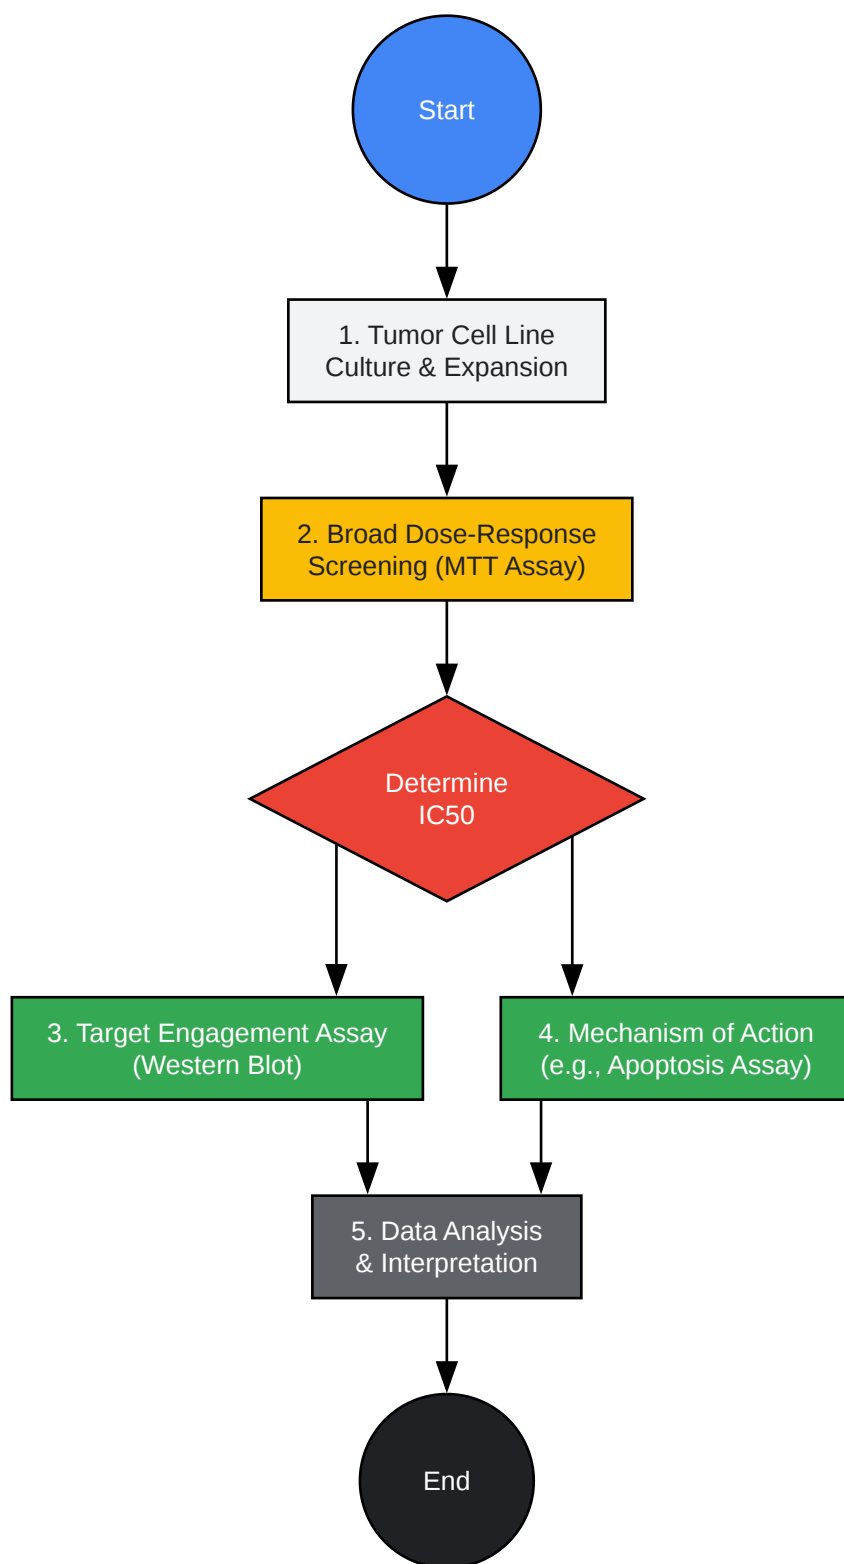 Start
1. Tumor Cell Line
Culture & Expansion
2. Broad Dose-Response
Screening (MTT Assay)
Determine
IC50
3. Target Engagement Assay
(Western Blot)
4. Mechanism of Action
(e.g., Apoptosis Assay)
5. Data Analysis
& Interpretation
End